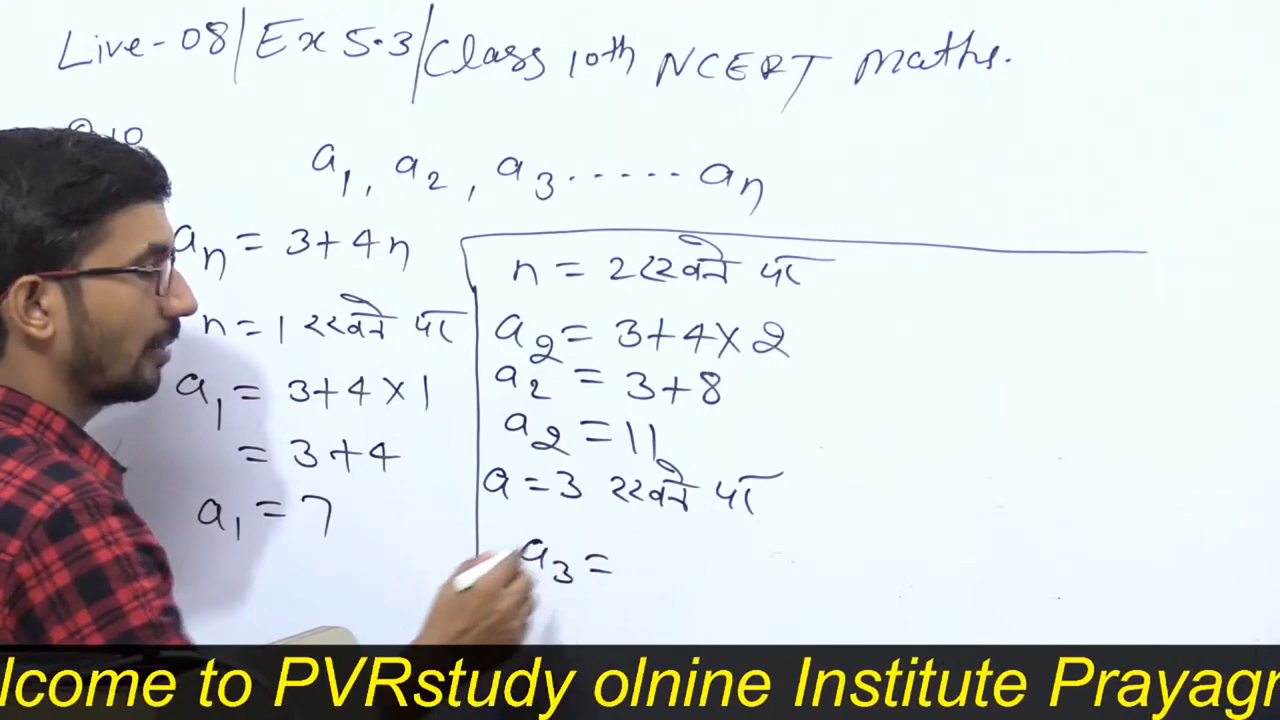 Live-08/Ex 5.3/Class 10th NCERT Maths.
Q.10
a1, a2, a3 ...... an
an = 3+4n
n = 1 रखने पर
a1 = 3+4×1
= 3+4
a1 = 7
n = 2 रखने पर
a2 = 3+4×2
a2 = 3+8
a2 = 11
a = 3 रखने पर
a3 =
lcome to PVRstudy olnine Institute Prayagr